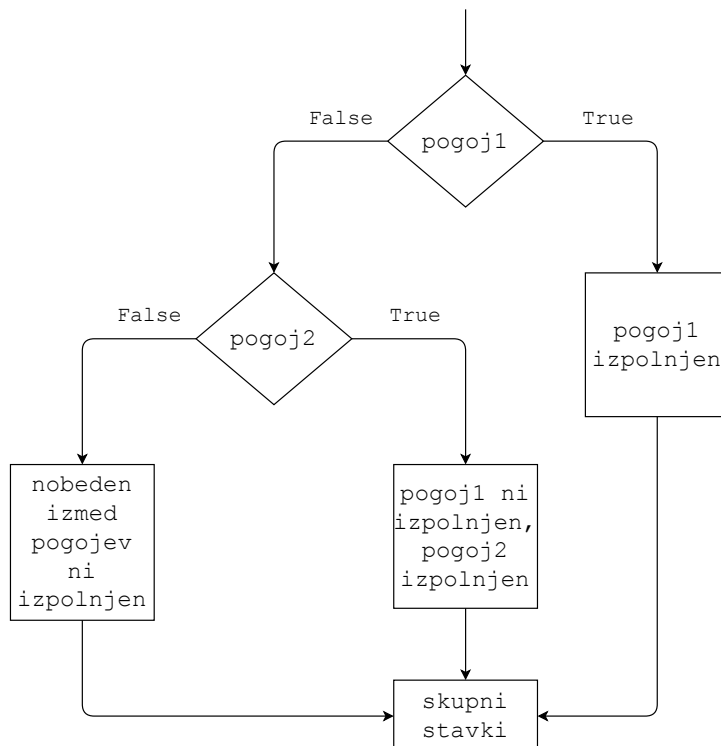 False
True
pogoj1
False
True
pogoj2
pogoj1
izpolnjen
nobeden
izmed
pogojev
ni
izpolnjen
pogoj1 ni
izpolnjen,
pogoj2
izpolnjen
skupni
stavki